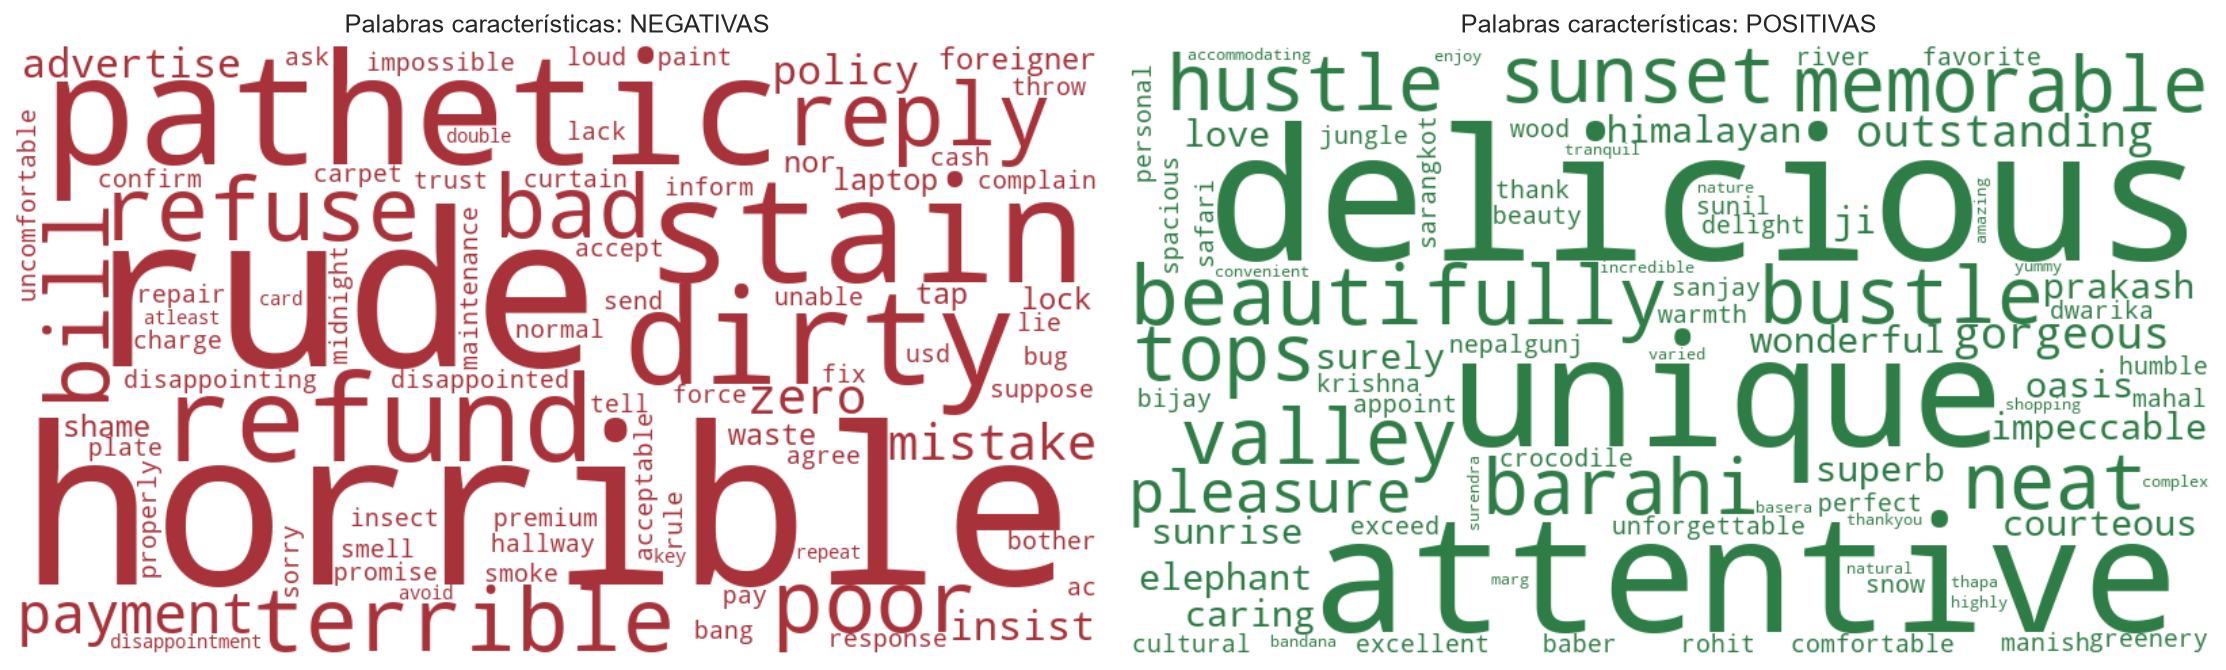 Palabras características: NEGATIVAS
advertise ask impossible loud paint policy foreigner
pathetic reply throw
double lack nor cash
uncomfortable confirm carpet trust curtain inform laptop complain
refuse bad stain
bill rude midnight maintenance accept
repair card send unable tap lock
atleast normal dirty lie
charge usd bug
disappointing disappointed fix suppose
refund force zero
tell
shame acceptable waste mistake
plate agree
horrible
properly insect premium rule
smell hallway key repeat bother
sorry promise smoke
avoid ac
payment terrible pay poor insist
disappointment bang response
Palabras características: POSITIVAS
accommodating enjoy river favorite
personal hustle sunset memorable
love jungle wood himalayan outstanding
sarangkot tranquil
spacious safari delicious
thank nature amazing
beauty sunil
delight ji
convenient incredible yummy
beautifully sanjay bustle prakash
warmth dwarika
tops surely nepalgunj varied wonderful gorgeous
krishna unique humble
bijay appoint oasis mahal
shopping
valley impeccable
crocodile superb
pleasure surendra barahi neat complex
basera perfect
sunrise exceed unforgettable thankyou courteous
attentive
elephant marg natural thapa
snow
caring highly
cultural bandana excellent baber rohit comfortable manish greenery